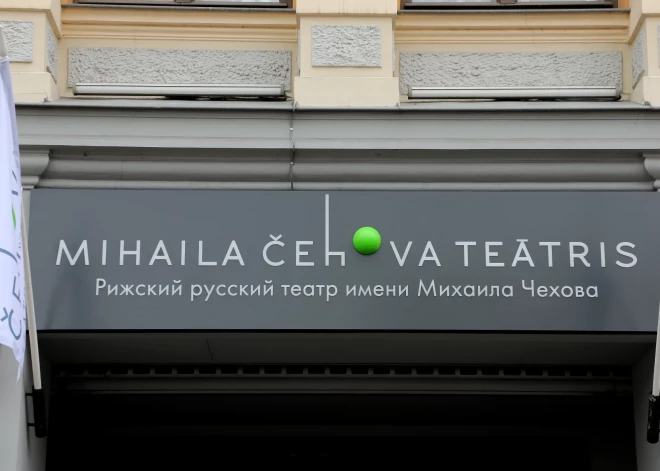 MIHAILA ČEhOVA TEĀTRIS
Рижский русский театр имени Михаила Чехова